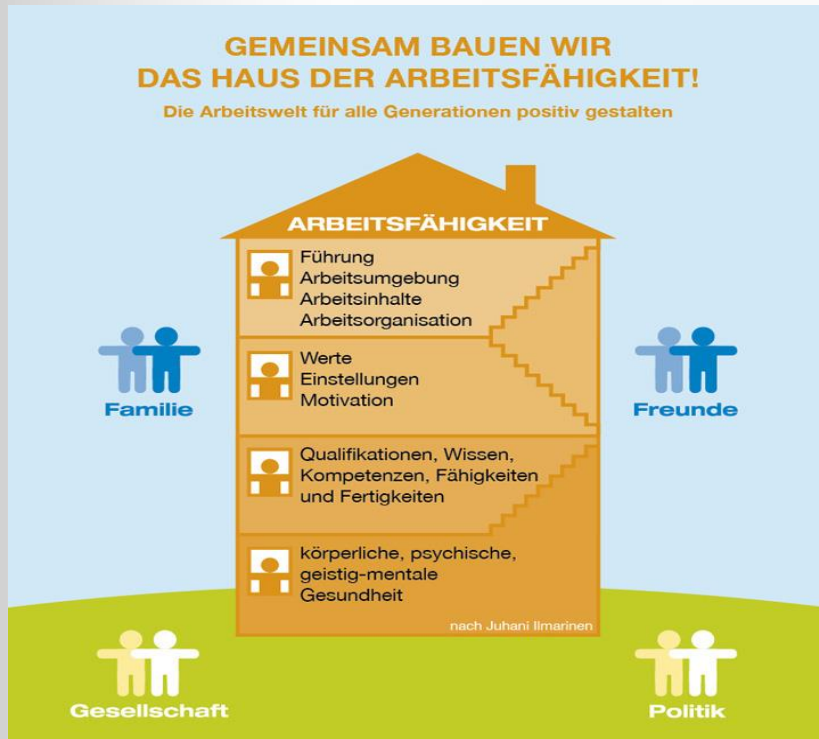 GEMEINSAM BAUEN WIR
DAS HAUS DER ARBEITSFÄHIGKEIT!
Die Arbeitswelt für alle Generationen positiv gestalten
ARBEITSFÄHIGKEIT
Führung
Arbeitsumgebung
Arbeitsinhalte
Arbeitsorganisation
Werte
Einstellungen
Motivation
Familie
Freunde
Qualifikationen, Wissen,
Kompetenzen, Fähigkeiten
und Fertigkeiten
körperliche, psychische,
geistig-mentale
Gesundheit
nach Juhani Ilmarinen
Gesellschaft
Politik